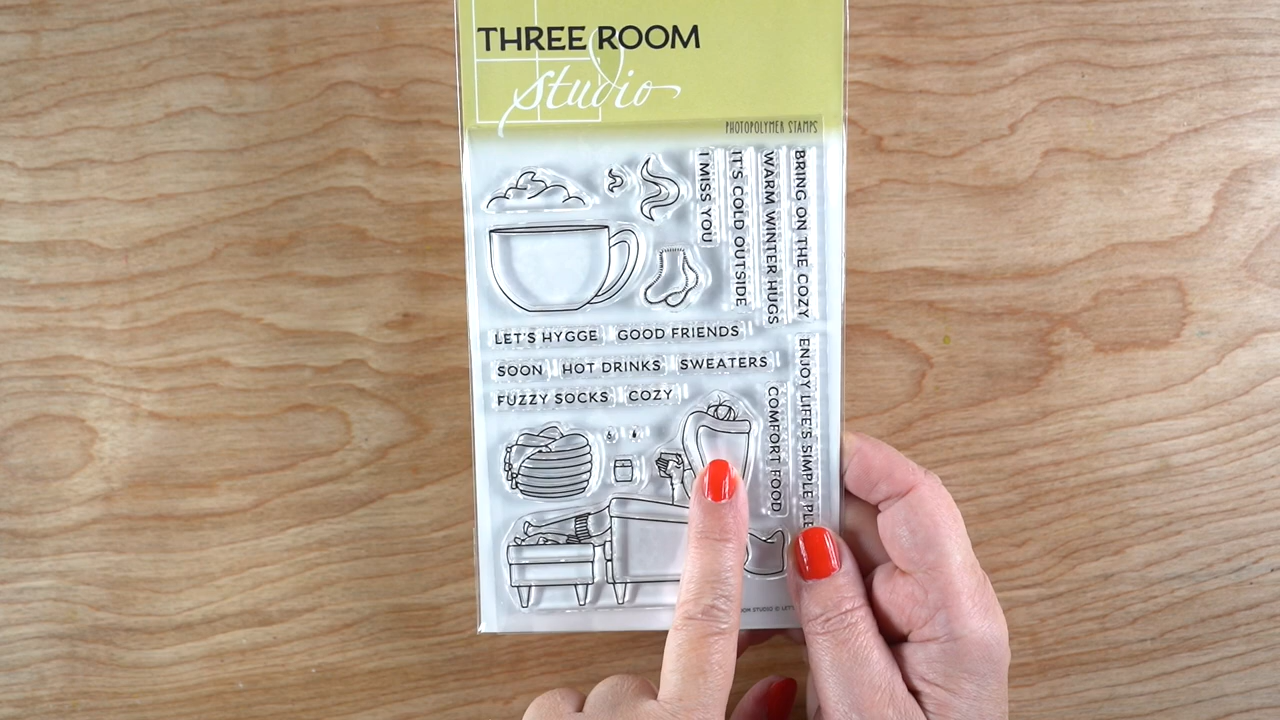 THREE ROOM
studio
PHOTOPOLYMER STAMPS
I MISS YOU
IT'S COLD OUTSIDE
WARM WINTER HUGS
BRING ON THE COZY
LET'S HYGGE
GOOD FRIENDS
SOON
HOT DRINKS
SWEATERS
FUZZY SOCKS
COZY
COMFORT FOOD
ENJOY LIFE'S SIMPLE
STUDIO ©